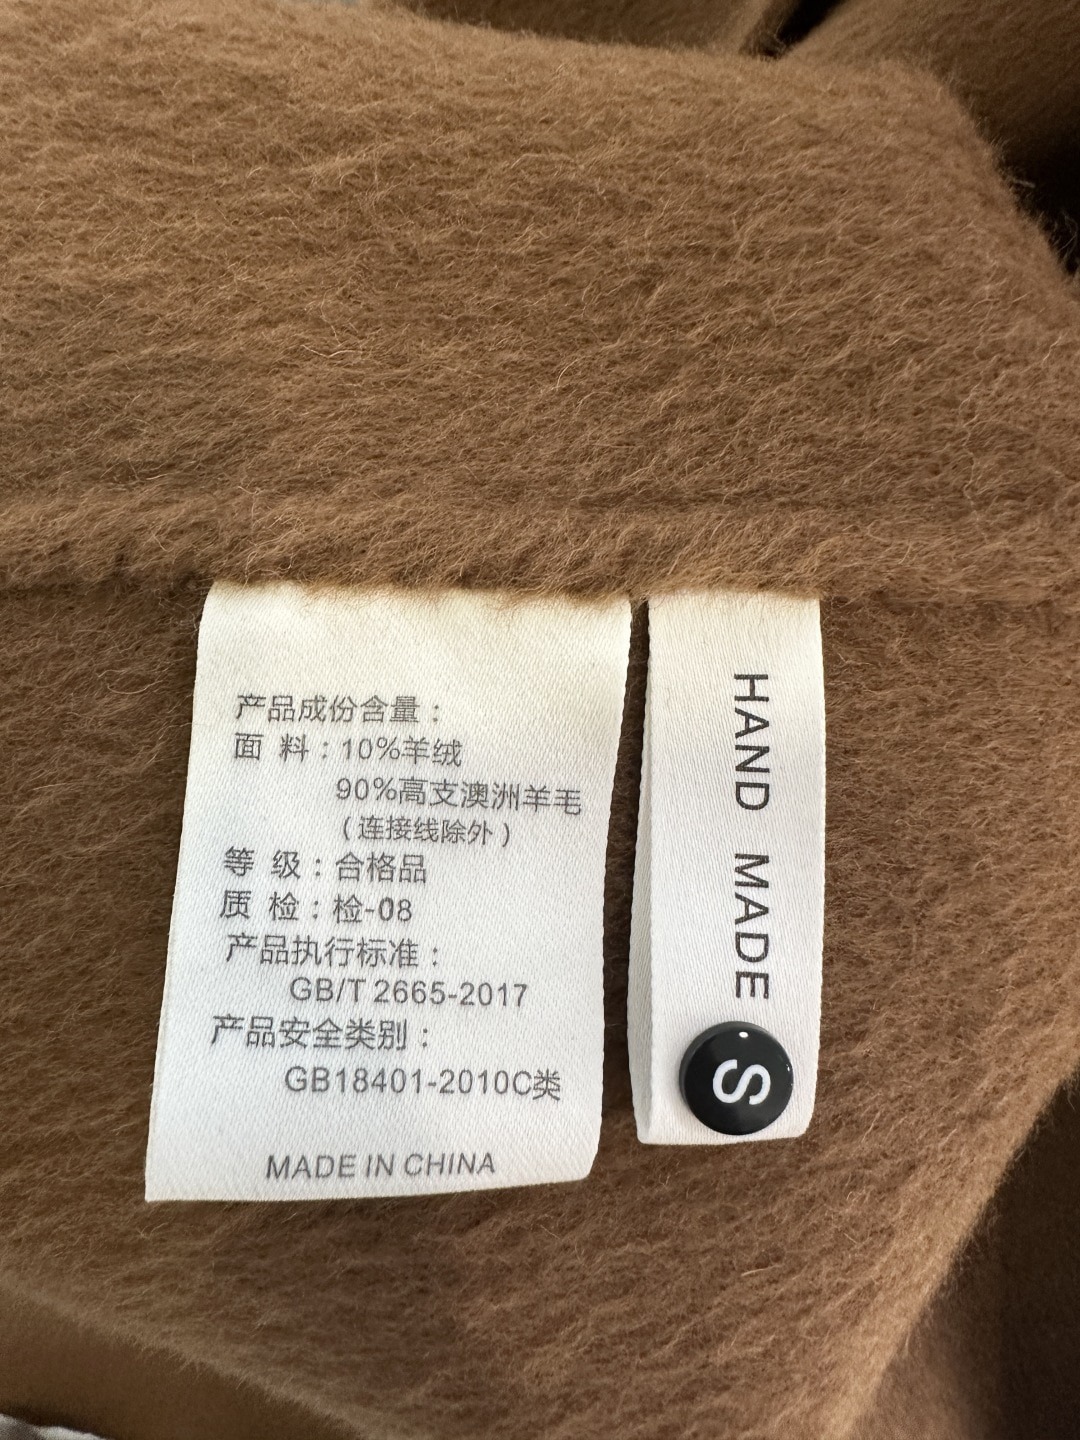 产品成份含量：
面 料：10%羊绒
90%高支澳洲羊毛
（连接线除外）
等 级：合格品
质 检：检-08
产品执行标准：
GB/T 2665-2017
产品安全类别：
GB18401-2010C类
MADE IN CHINA
HAND MADE
S